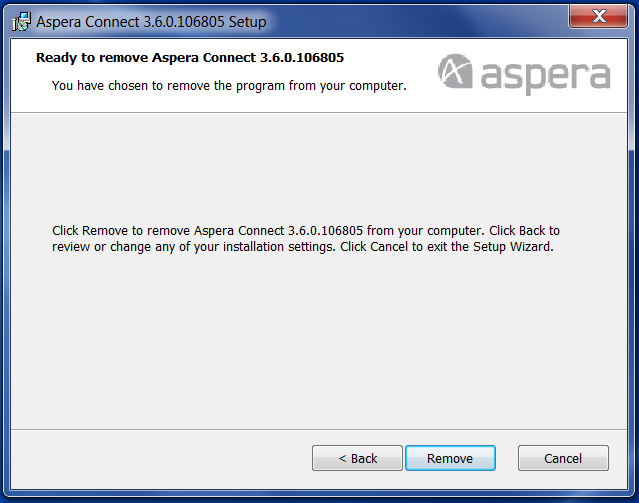 Aspera Connect 3.6.0.106805 Setup
Ready to remove Aspera Connect 3.6.0.106805
You have chosen to remove the program from your computer.
aspera
Click Remove to remove Aspera Connect 3.6.0.106805 from your computer. Click Back to
review or change any of your installation settings. Click Cancel to exit the Setup Wizard.
< Back
Remove
Cancel